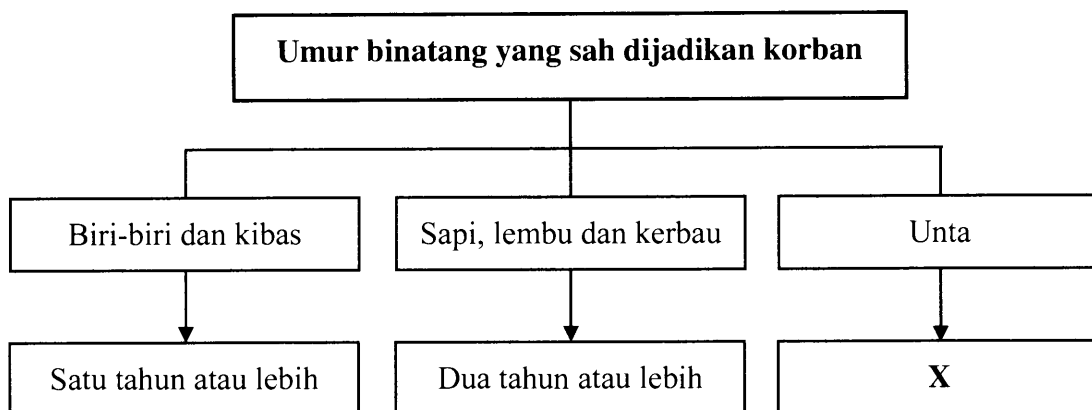 Umur binatang yang sah dijadikan korban
Biri-biri dan kibas
Sapi, lembu dan kerbau
Unta
Satu tahun atau lebih
Dua tahun atau lebih
X